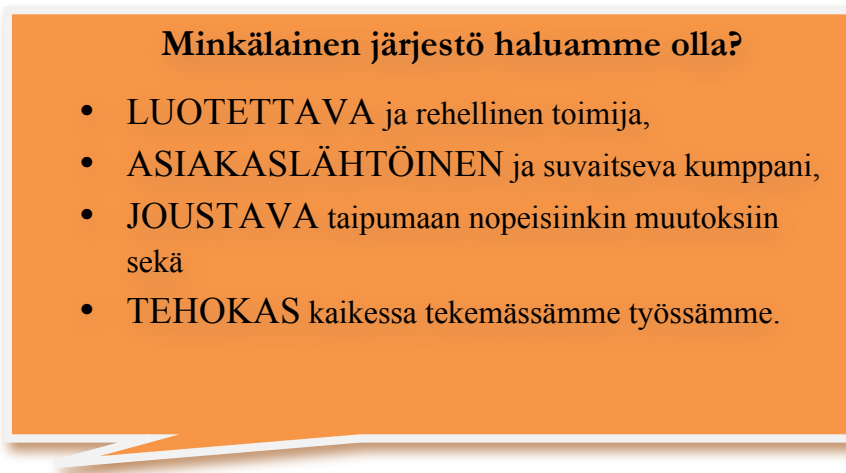 Minkälainen järjestö haluamme olla?
• LUOTETTAVA ja rehellinen toimija,
• ASIAKASLÄHTÖINEN ja suvaitseva kumppani,
• JOUSTAVA taipumaan nopeisiinkin muutoksiin
sekä
• TEHOKAS kaikessa tekemässämme työssämme.